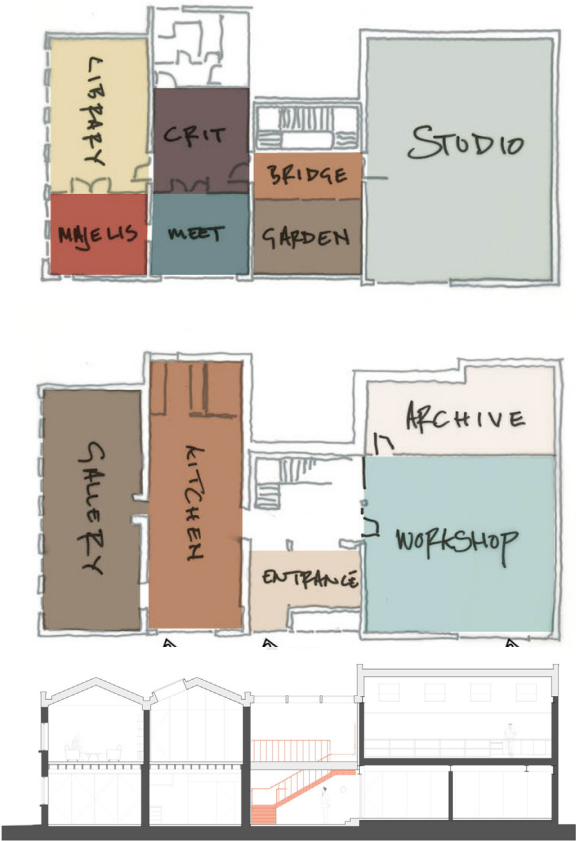 LIBRARY
CRIT
STUDIO
BRIDGE
MAJELIS
MEET
GARDEN
ARCHIVE
GALLERY
KITCHEN
WORKSHOP
ENTRANCE